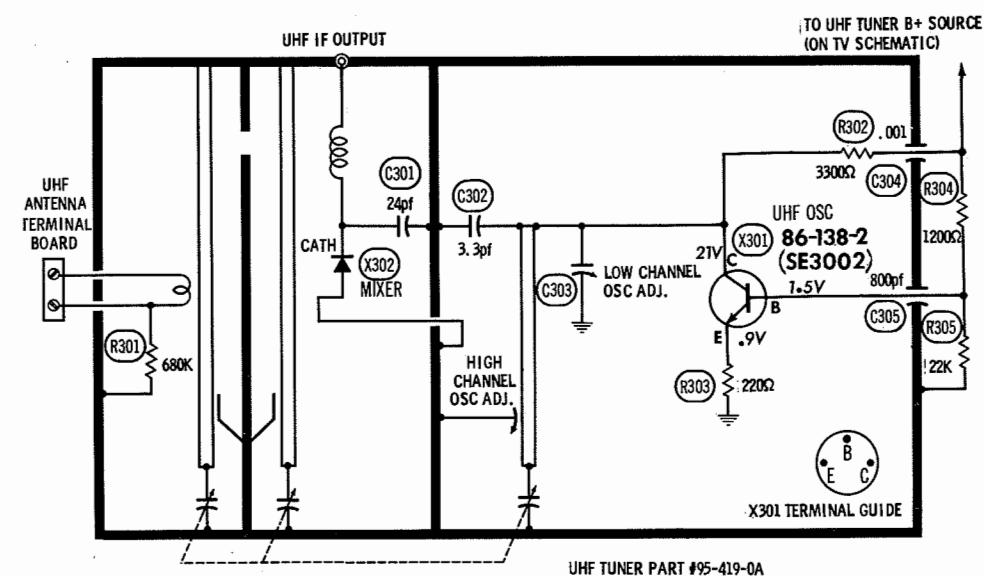 TO UHF TUNER B+ SOURCE
(ON TV SCHEMATIC)
UHF IF OUTPUT
R302
.001
3300Ω
C304
R304
1200Ω
UHF
ANTENNA
TERMINAL
BOARD
C301
24pf
C302
3.3pf
UHF OSC
X301
86-138-2
(SE3002)
21V
C
CATH
X302
MIXER
C303
LOW CHANNEL
OSC ADJ.
1.5V
B
800pf
C305
R305
22K
E
.9V
R301
680K
HIGH
CHANNEL
OSC ADJ.
R303
220Ω
B
E
C
X301 TERMINAL GUIDE
UHF TUNER PART #95-419-0A